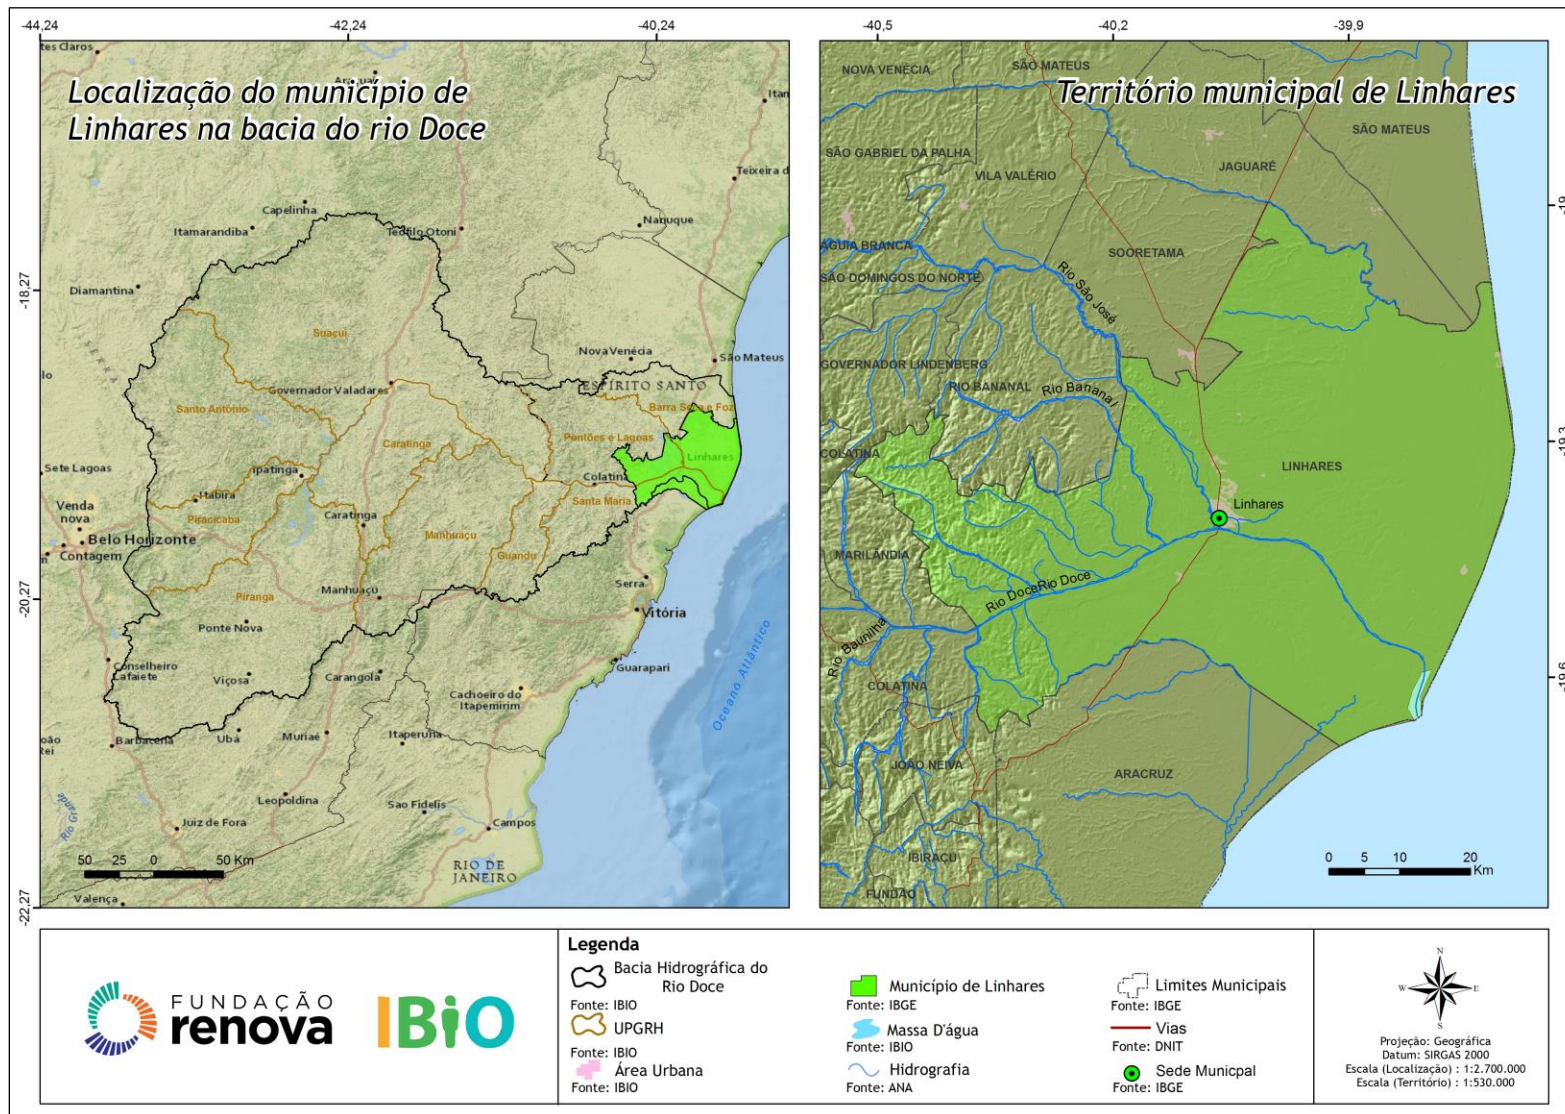 -44,24
-42,24
-40,24
-40,5
-40,2
-39,9
Localização do município de
Linhares na bacia do rio Doce
tes Claros
Itan
Teixeira d
Capelinha
Itamarandiba
Teófilo Otoni
Nanuque
Diamantina
-18,27
SERRA
Suaçuí
Nova Venécia
São Mateus
lo
Governador Valadares
ESPÍRITO SANTO
Santo Antônio
Barra Seca e Foz
Caratinga
Pontões e Lagoas
Linhares
Sete Lagoas
Ipatinga
Colatina
Itabira
Santa Maria
Venda
nova
Piracicaba
Caratinga
Belo Horizonte
Manhuaçu
Contagem
Guandu
Serra
-20,27
Manhuaçu
Piranga
Vitória
Ponte Nova
Guarapari
Conselheiro
Lafaiete
Viçosa
Carangola
Cachoeiro do
Itapemirim
Oceano Atlântico
Barbacena
Ubá
Muriaé
Itaperuna
Leopoldina
Sao Fidelis
Rio Grande
Juiz de Fora
Campos
50 25 0 50 Km
RIO DE
JANEIRO
Valença
-22,27
Território municipal de Linhares
NOVA VENÉCIA
SÃO MATEUS
SÃO MATEUS
SÃO GABRIEL DA PALHA
JAGUARÉ
VILA VALÉRIO
-19
ÁGUIA BRANCA
SOORETAMA
SÃO DOMINGOS DO NORTE
Rio São José
GOVERNADOR LINDENBERG
RIO BANANAL
Rio Bananal
-19,3
COLATINA
LINHARES
Linhares
MARILÂNDIA
Rio Doce
Rio Doce
Rio Baunilha
COLATINA
-19,6
JOÃO NEIVA
ARACRUZ
IBIRAÇU
FUNDÃO
0 5 10 20
Km
FUNDAÇÃO
renova
IBiO
Legenda
Bacia Hidrográfica do
Rio Doce
Fonte: IBIO
UPGRH
Fonte: IBIO
Área Urbana
Fonte: IBIO
Município de Linhares
Fonte: IBGE
Massa D'água
Fonte: IBIO
Hidrografia
Fonte: ANA
Limites Municipais
Fonte: IBGE
Vias
Fonte: DNIT
Sede Municpal
Fonte: IBGE
N
W
E
S
Projeção: Geográfica
Datum: SIRGAS 2000
Escala (Localização) : 1:2.700.000
Escala (Território) : 1:530.000